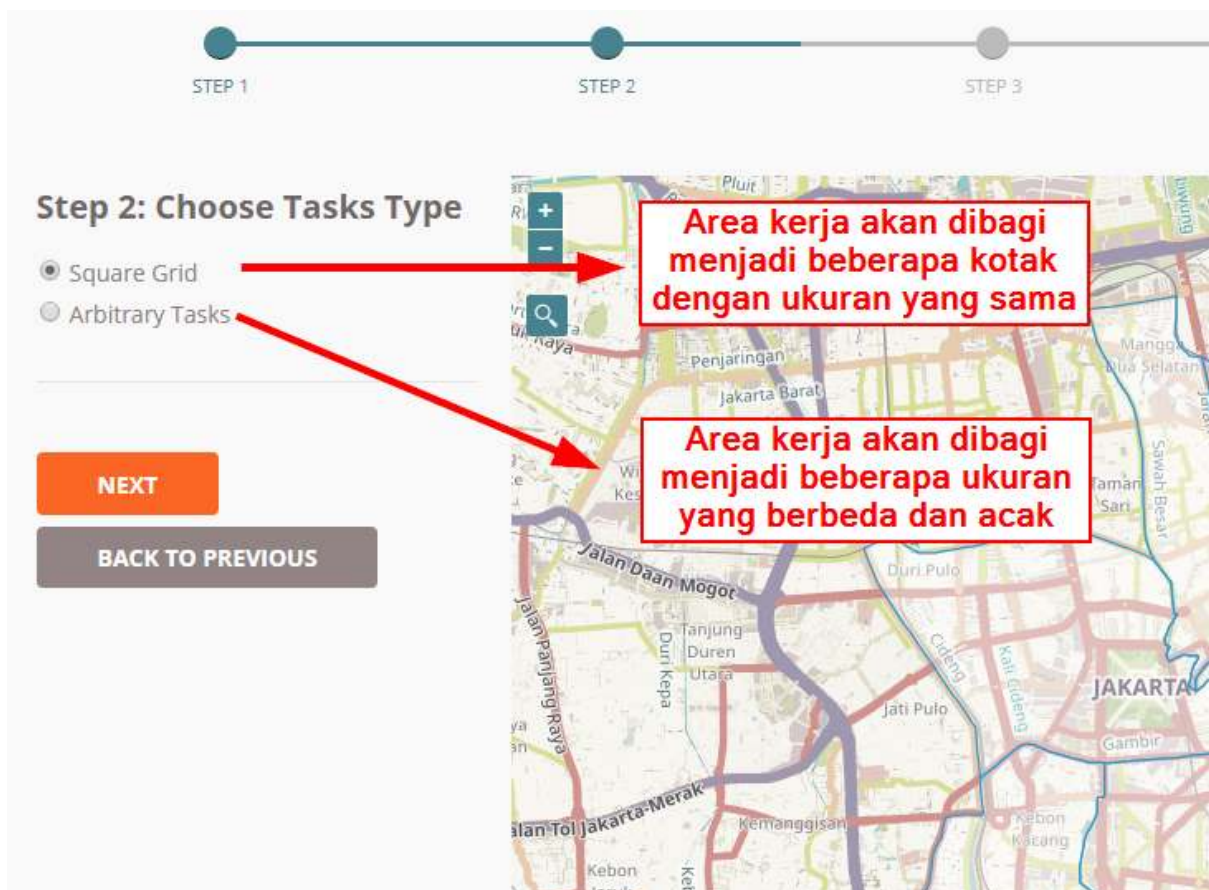 STEP 1
STEP 2
STEP 3
Step 2: Choose Tasks Type
Square Grid
Arbitrary Tasks
NEXT
BACK TO PREVIOUS
+
−
Pluit
Area kerja akan dibagi
menjadi beberapa kotak
dengan ukuran yang sama
Raya
Penjaringan
Mangga
Dua Selatan
Jakarta Barat
Area kerja akan dibagi
menjadi beberapa ukuran
yang berbeda dan acak
Taman
Sari
Sawah Besar
Jalan Daan Mogot
Duri Pulo
Jalan Panjang Raya
Duri Kepa
Tanjung
Duren
Utara
Cideng
Kali Cideng
JAKARTA
Jati Pulo
Gambir
Jalan Tol Jakarta-Merak
Kemanggisan
Kebon
Kacang
Kebon